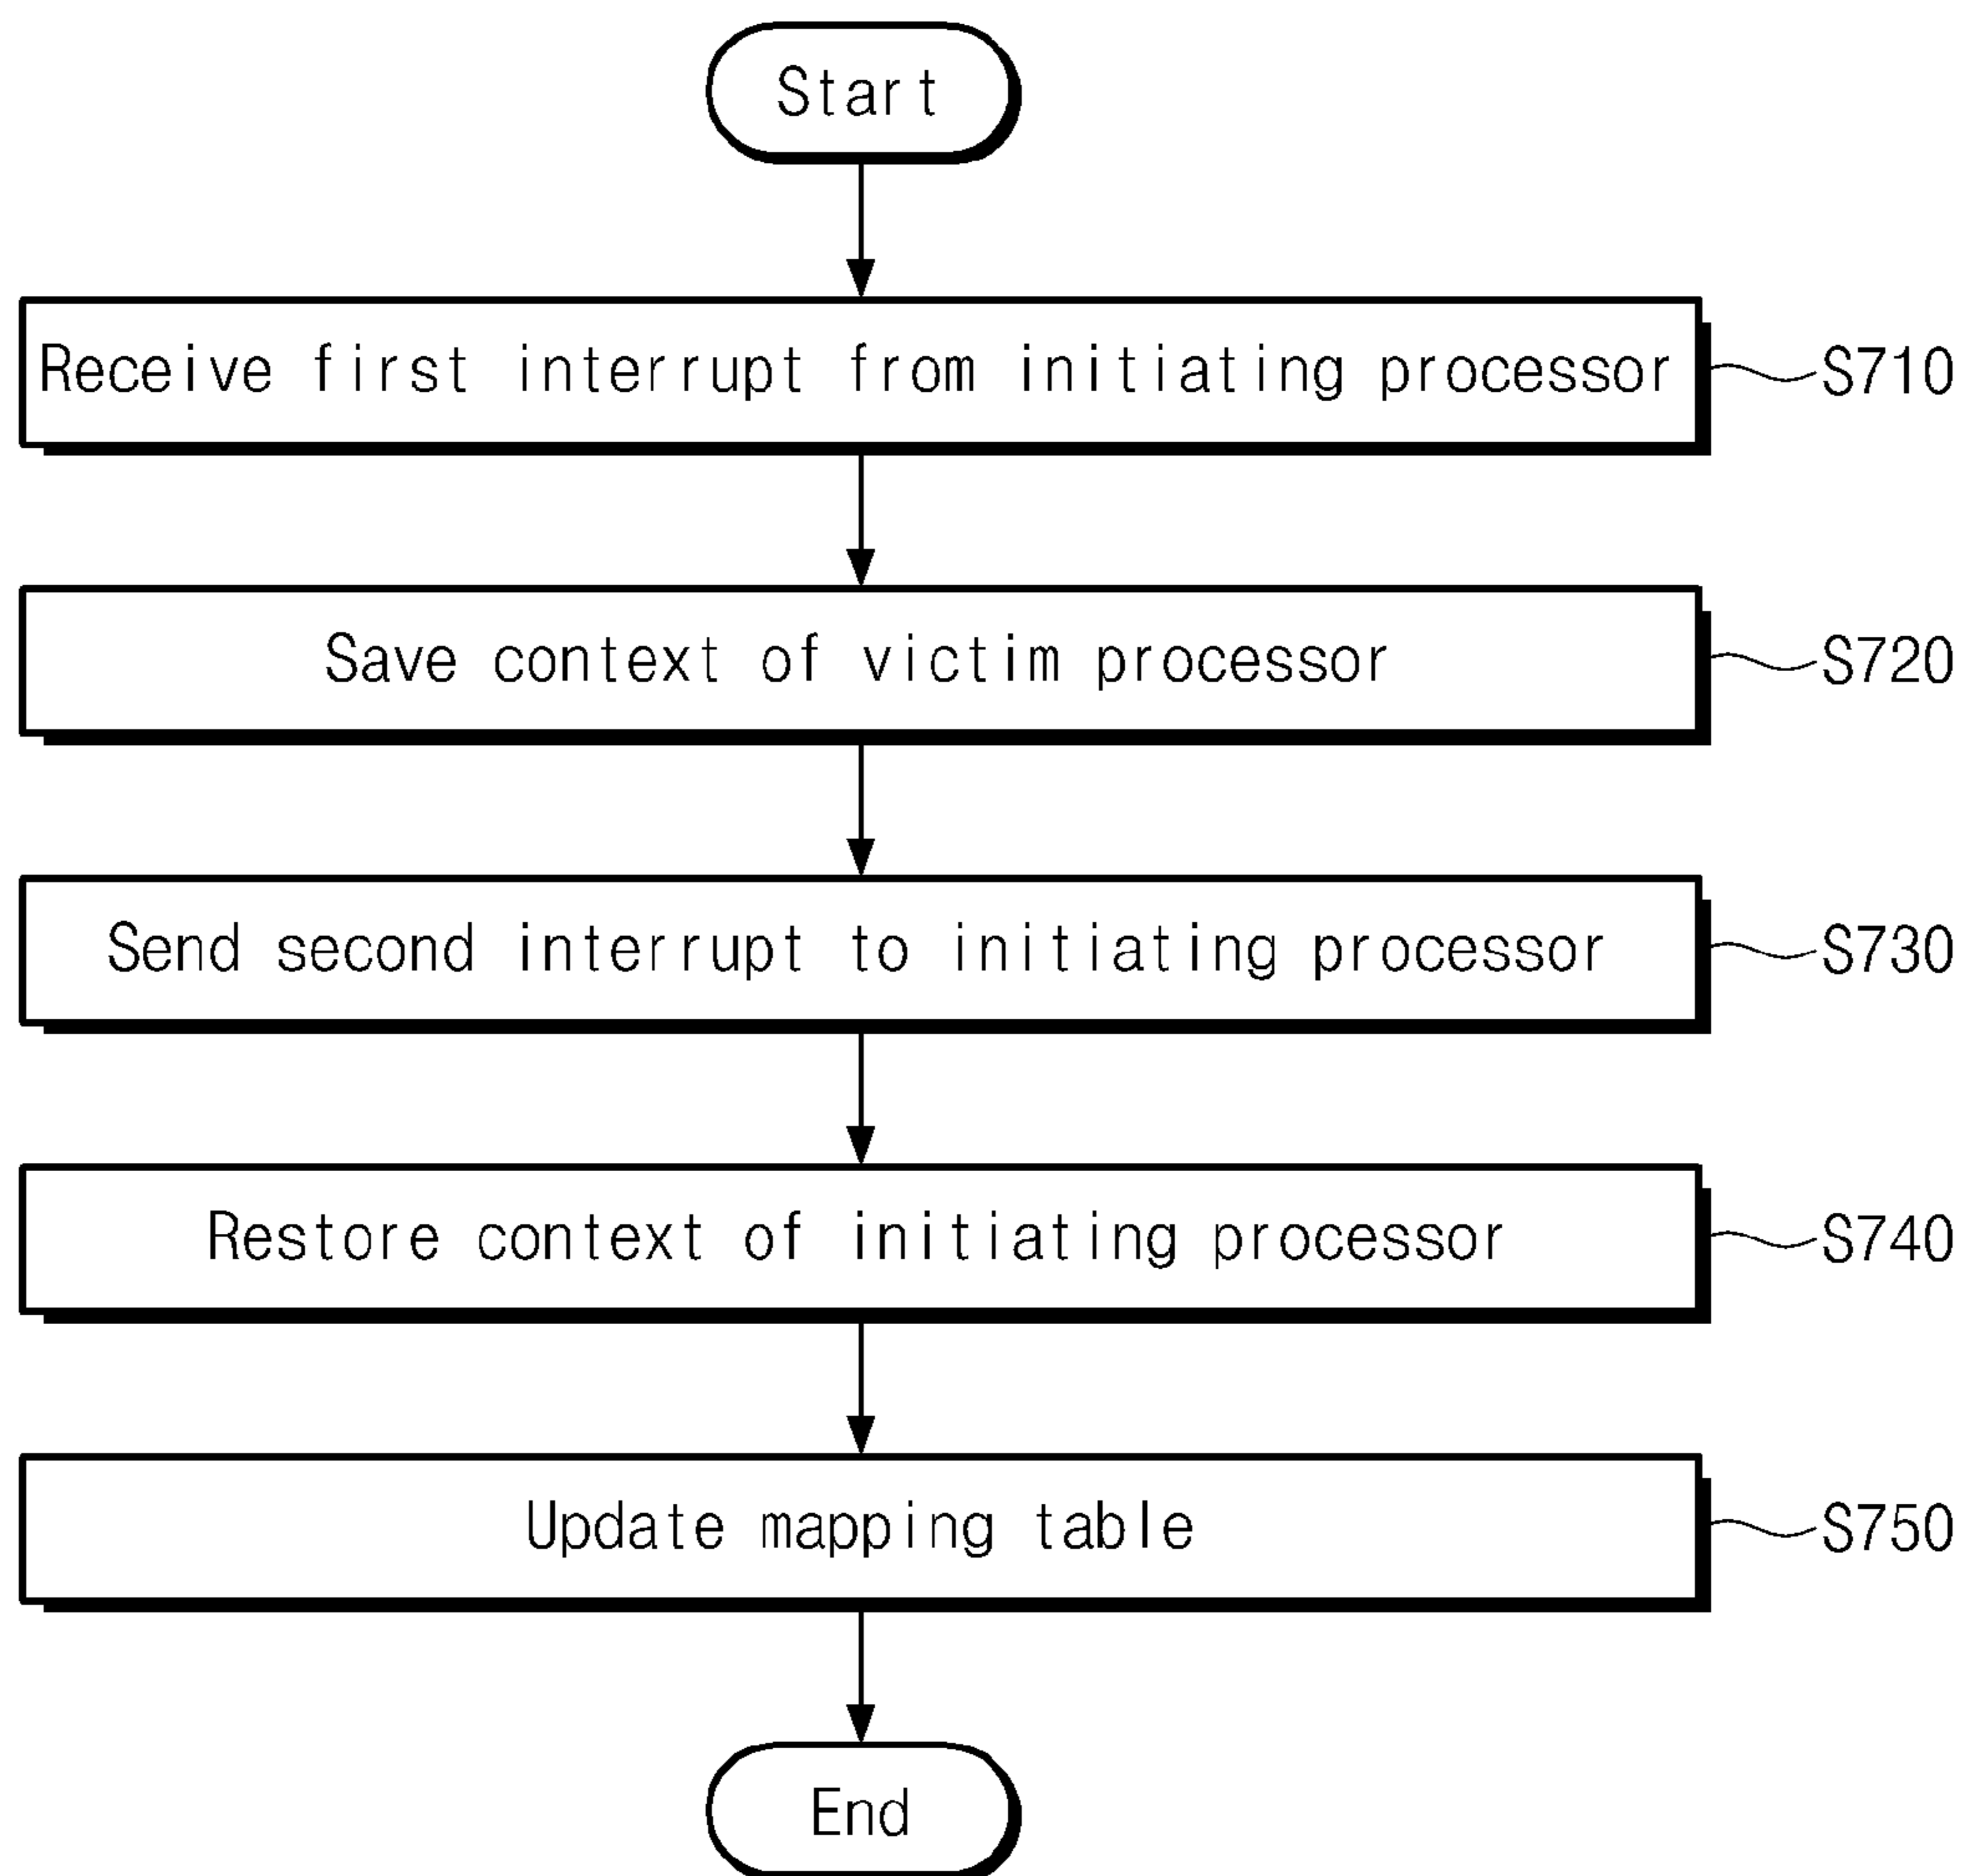 Start
Receive first interrupt from initiating processor S710
Save context of victim processor S720
Send second interrupt to initiating processor S730
Restore context of initiating processor S740
Update mapping table S750
End